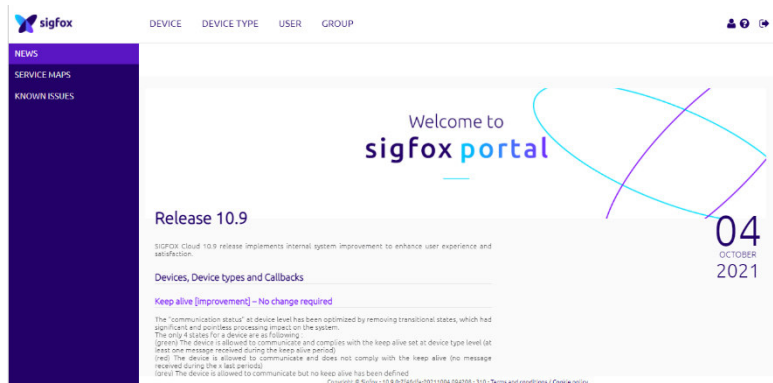 sigfox
DEVICE DEVICE TYPE USER GROUP
NEWS
SERVICE MAPS
KNOWN ISSUES
Welcome to
sigfox portal
Release 10.9
04
OCTOBER
2021
SIGFOX Cloud 10.9 release implements internal system improvement to enhance user experience and
satisfaction.
Devices, Device types and Callbacks
Keep alive [improvement] – No change required
The "communication status" at device level has been optimized by removing transitional states, which had
significant and pointless processing impact on the system.
The only 4 states for a device are as following :
(green) The device is allowed to communicate and complies with the keep alive set at device type level (at
least one message received during the keep alive period)
(red) The device is allowed to communicate and does not comply with the keep alive (no message
received during the x last periods)
(grey) The device is allowed to communicate but no keep alive has been defined
Copyright © Sigfox - Terms and conditions / Cookie policy